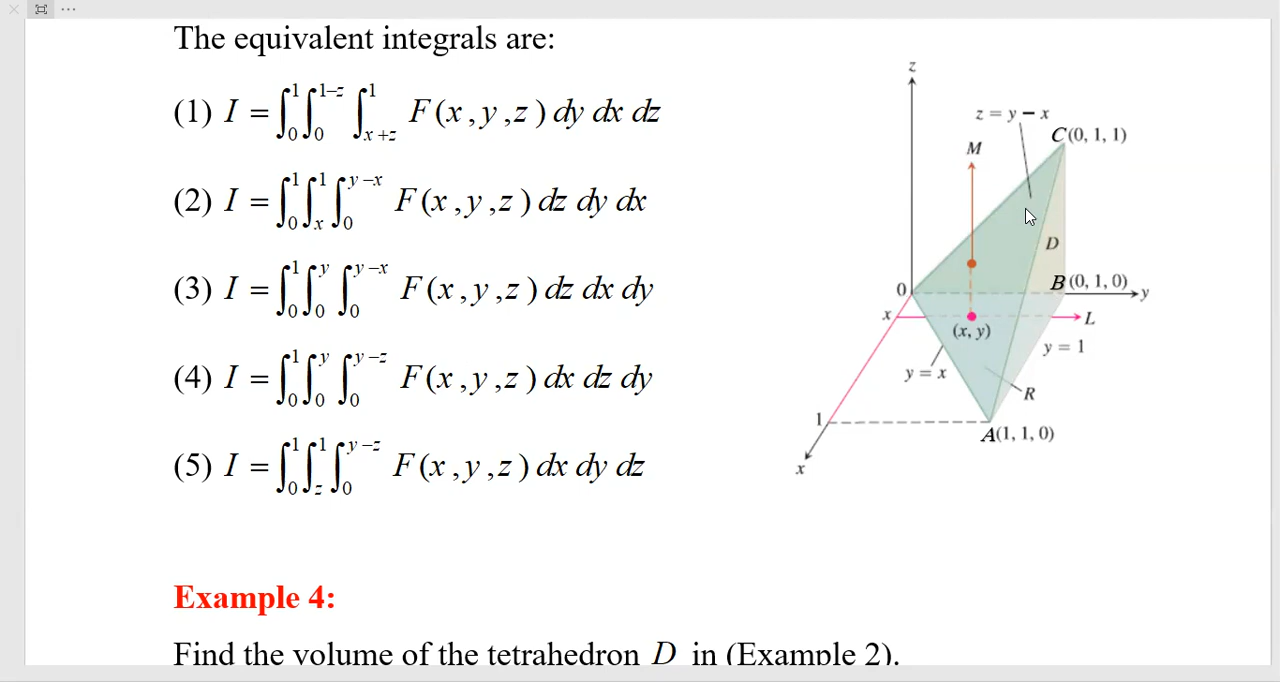 The equivalent integrals are:
(1) I = ∫₀¹ ∫₀^{1−z} ∫_{x+z}^{1} F(x,y,z) dy dx dz
(2) I = ∫₀¹ ∫ₓ¹ ∫₀^{y−x} F(x,y,z) dz dy dx
(3) I = ∫₀¹ ∫₀^{y} ∫₀^{y−x} F(x,y,z) dz dx dy
(4) I = ∫₀¹ ∫₀^{y} ∫₀^{y−z} F(x,y,z) dx dz dy
(5) I = ∫₀¹ ∫_{z}^{1} ∫₀^{y−z} F(x,y,z) dx dy dz
z
z = y − x
C(0, 1, 1)
M
D
0
B(0, 1, 0)
y
x
L
(x, y)
y = 1
y = x
R
1
A(1, 1, 0)
x
Example 4:
Find the volume of the tetrahedron D in (Example 2).